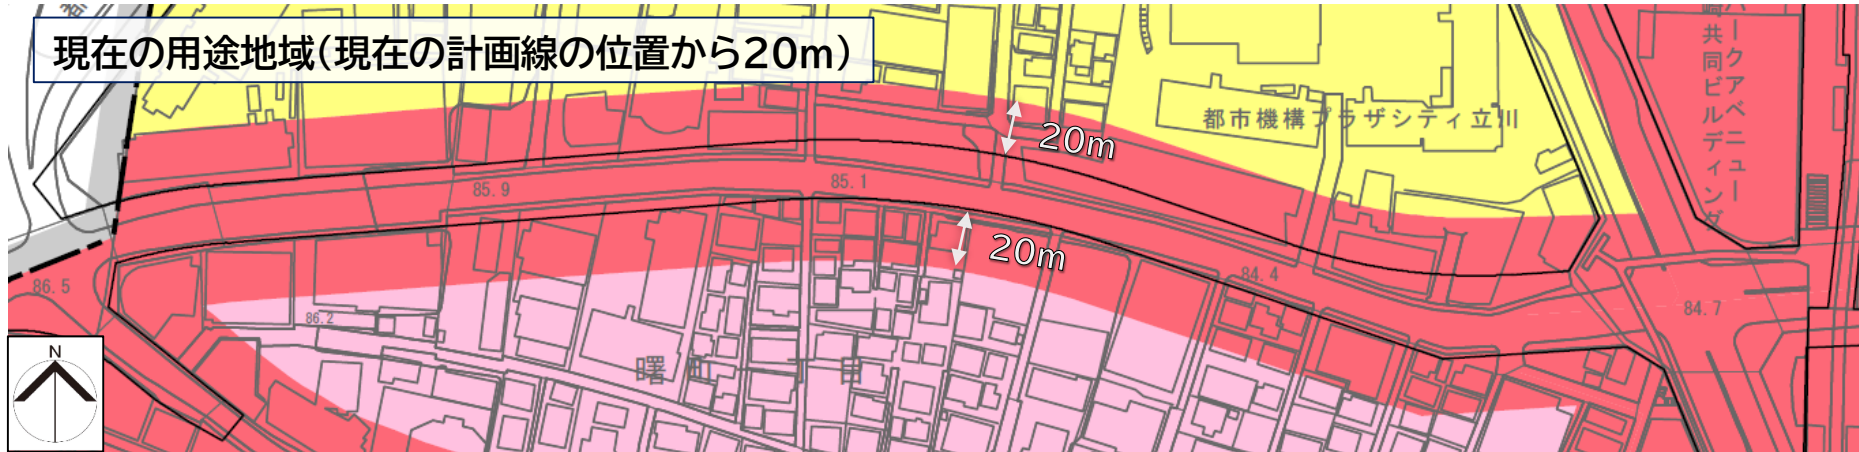 現在の用途地域(現在の計画線の位置から20m)
都市機構プラザシティ立川
パークアベニュー
崎共同ビルディング
20m
85.9
85.1
20m
84.4
86.5
84.7
86.2
曙町一丁目
N